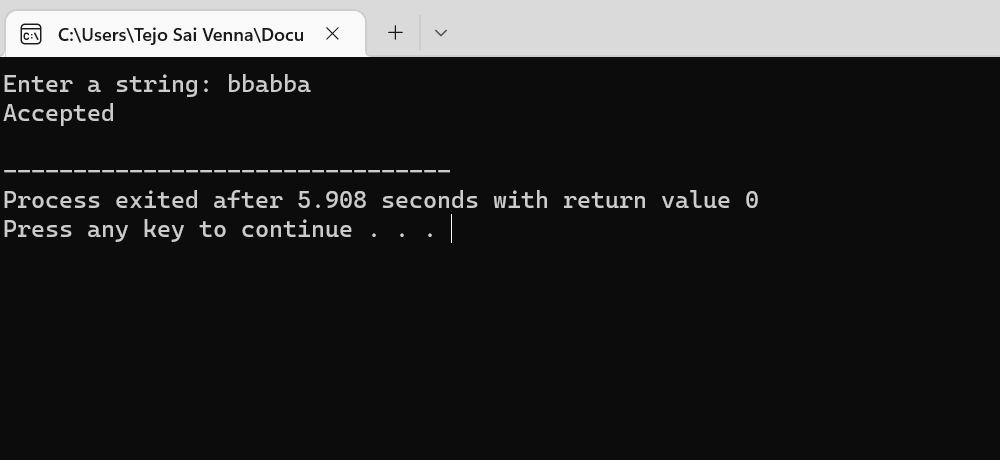 C:\Users\Tejo Sai Venna\Docu
Enter a string: bbabba
Accepted
--------------------------------
Process exited after 5.908 seconds with return value 0
Press any key to continue . . .